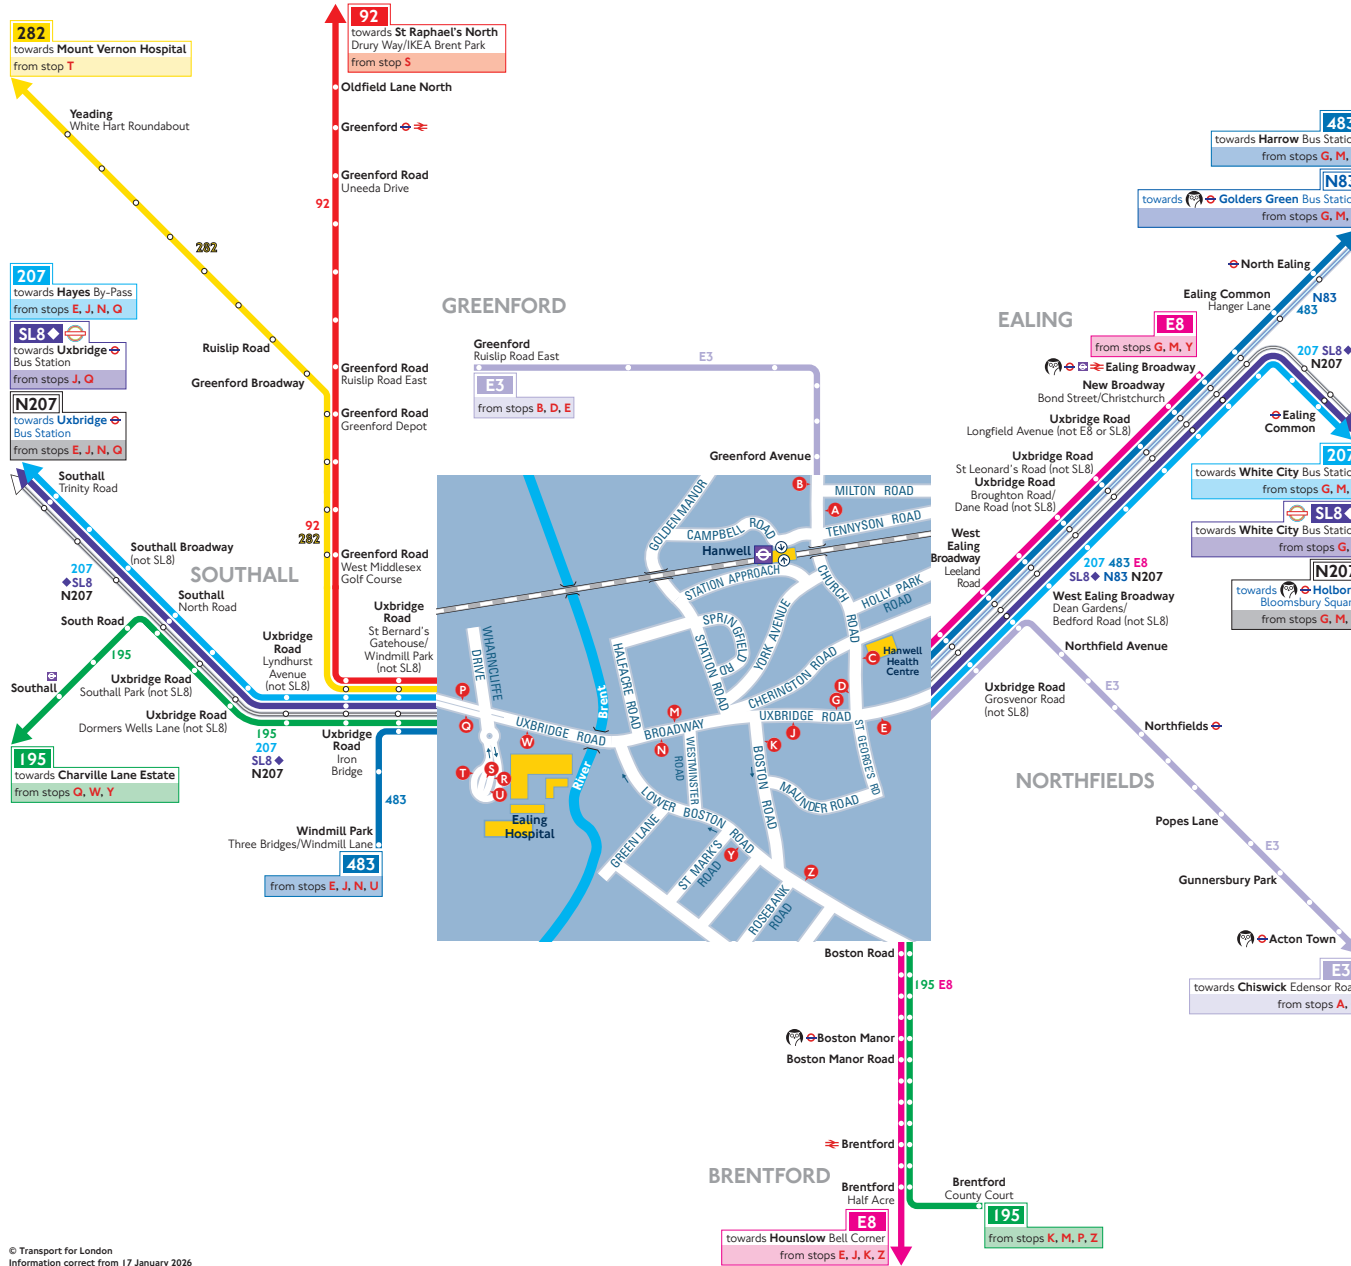 282
towards Mount Vernon Hospital
from stop T
92
towards St Raphael's North
Drury Way/IKEA Brent Park
from stop S
Oldfield Lane North
Greenford
Greenford Road
Uneeda Drive
92
Yeading
White Hart Roundabout
282
207
towards Hayes By-Pass
from stops E, J, N, Q
SL8
towards Uxbridge
Bus Station
from stops J, Q
N207
towards Uxbridge
Bus Station
from stops E, J, N, Q
Ruislip Road
Greenford Broadway
Greenford Road
Ruislip Road East
Greenford Road
Greenford Depot
92
282
Greenford Road
West Middlesex
Golf Course
GREENFORD
Greenford
Ruislip Road East
E3
from stops B, D, E
E3
Greenford Avenue
483
towards Harrow Bus Statio
from stops G, M,
N83
towards Golders Green Bus Statio
from stops G, M,
North Ealing
Ealing Common
Hanger Lane
N83
483
EALING
E8
from stops G, M, Y
Ealing Broadway
New Broadway
Bond Street/Christchurch
Uxbridge Road
Longfield Avenue (not E8 or SL8)
Uxbridge Road
St Leonard's Road (not SL8)
Uxbridge Road
Broughton Road/
Dane Road (not SL8)
West
Ealing
Broadway
Leeland
Road
207 SL8
N207
Ealing
Common
207
towards White City Bus Statio
from stops G, M,
SL8
towards White City Bus Statio
from stops G,
N207
towards Holbor
Bloomsbury Squar
from stops G, M,
207 483 E8
SL8 N83 N207
West Ealing Broadway
Dean Gardens/
Bedford Road (not SL8)
Northfield Avenue
E3
Uxbridge Road
Grosvenor Road
(not SL8)
Northfields
NORTHFIELDS
Popes Lane
E3
Gunnersbury Park
Acton Town
E3
towards Chiswick Edensor Roa
from stops A,
Southall
Trinity Road
Southall Broadway
(not SL8)
207
SL8
N207
SOUTHALL
Southall
North Road
South Road
195
Southall
Uxbridge Road
Southall Park (not SL8)
Uxbridge Road
Dormers Wells Lane (not SL8)
Uxbridge
Road
Lyndhurst
Avenue
(not SL8)
Uxbridge
Road
St Bernard's
Gatehouse/
Windmill Park
(not SL8)
195
towards Charville Lane Estate
from stops Q, W, Y
195
207
SL8
N207
Uxbridge
Road
Iron
Bridge
483
Windmill Park
Three Bridges/Windmill Lane
483
from stops E, J, N, U
GOLDEN MANOR
CAMPBELL ROAD
MILTON ROAD
TENNYSON ROAD
B
A
Hanwell
STATION APPROACH
CHURCH
ROAD
HOLLY PARK
ROAD
SPRINGFIELD
RD
STATION ROAD
YORK AVENUE
CHERINGTON ROAD
HALFACRE ROAD
WHARNCLIFFE
DRIVE
Hanwell
Health
Centre
C
D
G
E
P
Q
W
M
N
J
K
UXBRIDGE ROAD
BROADWAY
UXBRIDGE ROAD
Brent
River
WESTMINSTER
ROAD
BOSTON ROAD
ST GEORGE'S RD
MAUNDER ROAD
T
S
R
U
Ealing
Hospital
LOWER BOSTON ROAD
GREEN LANE
ST MARK'S
ROAD
Y
Z
ROSEBANK
ROAD
Boston Road
195 E8
Boston Manor
Boston Manor Road
Brentford
BRENTFORD
Brentford
Half Acre
Brentford
County Court
E8
towards Hounslow Bell Corner
from stops E, J, K, Z
195
from stops K, M, P, Z
© Transport for London
Information correct from 17 January 2026